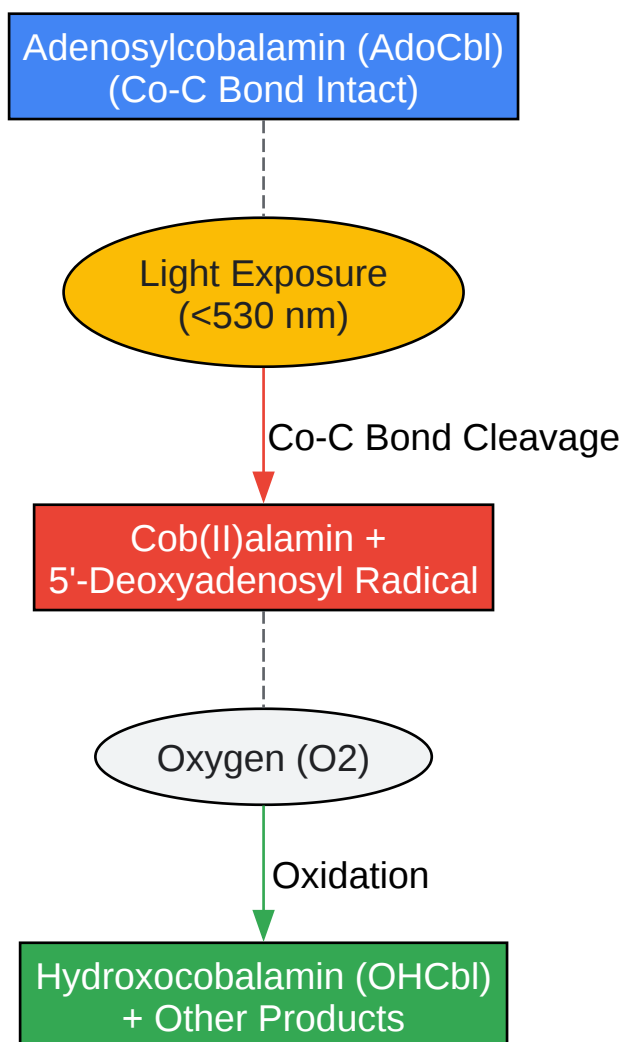 Adenosylcobalamin (AdoCbl)
(Co-C Bond Intact)
Light Exposure
(<530 nm)
Co-C Bond Cleavage
Cob(II)alamin +
5'-Deoxyadenosyl Radical
Oxygen (O2)
Oxidation
Hydroxocobalamin (OHCbl)
+ Other Products